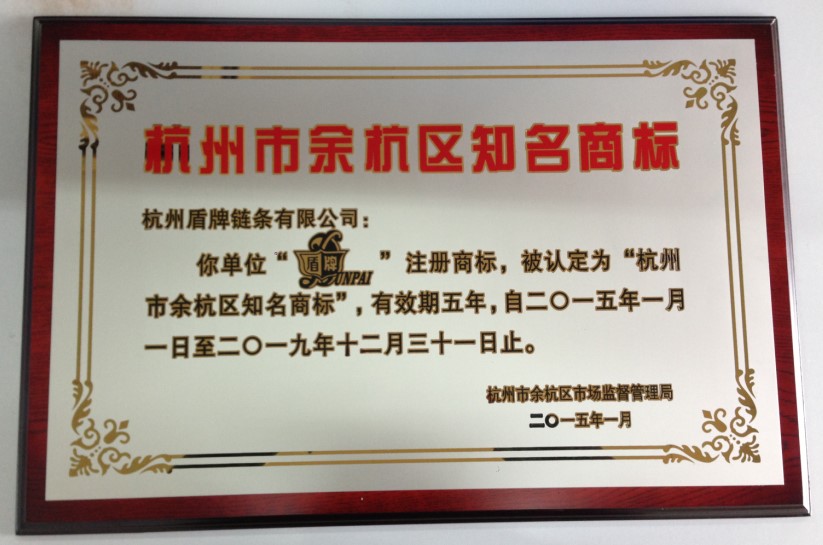 杭州市余杭区知名商标
杭州盾牌链条有限公司：
你单位“盾牌 DUNPAI”注册商标，被认定为“杭州
市余杭区知名商标”，有效期五年，自二〇一五年一月
一日至二〇一九年十二月三十一日止。
杭州市余杭区市场监督管理局
二〇一五年一月